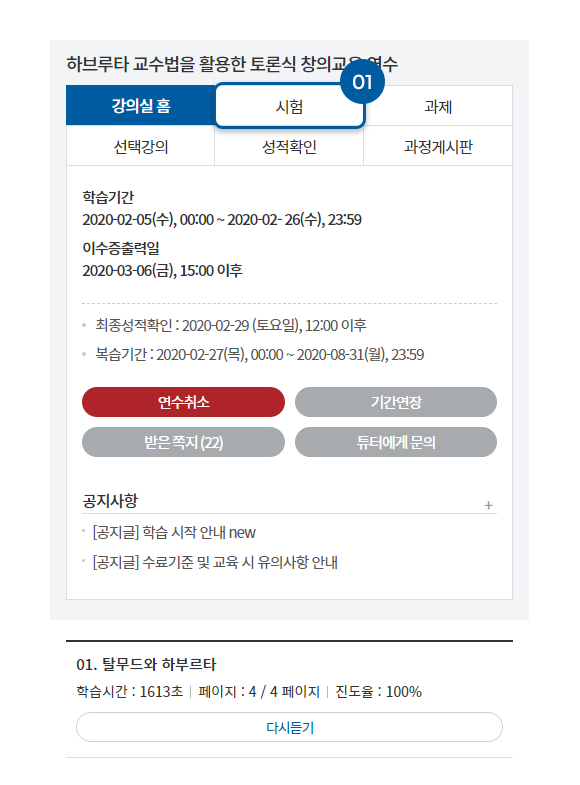 하브루타 교수법을 활용한 토론식 창의교육 연수
01
강의실 홈 시험 과제
선택강의 성적확인 과정게시판
학습기간
2020-02-05(수), 00:00 ~ 2020-02- 26(수), 23:59
이수증출력일
2020-03-06(금), 15:00 이후
최종성적확인 : 2020-02-29 (토요일), 12:00 이후
복습기간 : 2020-02-27(목), 00:00 ~ 2020-08-31(월), 23:59
연수취소 기간연장
받은 쪽지 (22) 튜터에게 문의
공지사항 +
[공지글] 학습 시작 안내 new
[공지글] 수료기준 및 교육 시 유의사항 안내
01. 탈무드와 하부르타
학습시간 : 1613초 | 페이지 : 4 / 4 페이지 | 진도율 : 100%
다시듣기